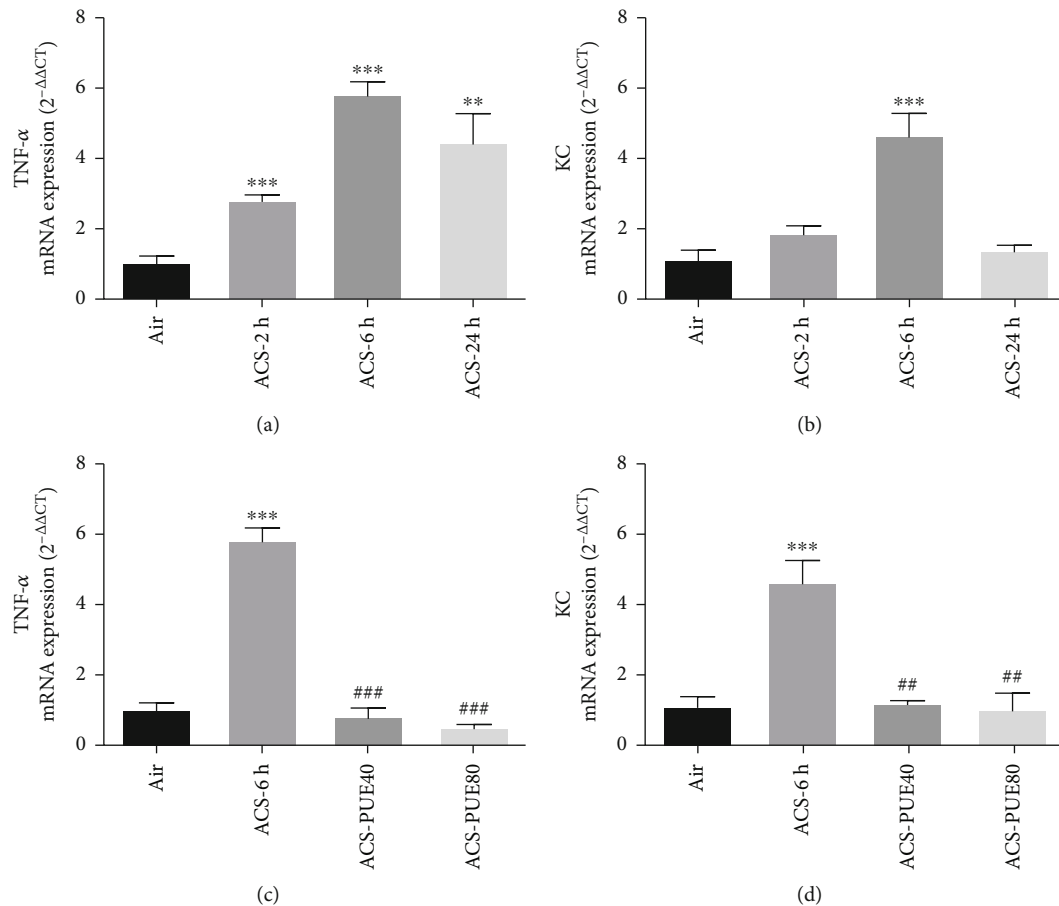 TNF-α
mRNA expression (2^−ΔΔCT)
8
6
4
2
0
***
***
**
Air
ACS-2 h
ACS-6 h
ACS-24 h
(a)
KC
mRNA expression (2^−ΔΔCT)
8
6
4
2
0
***
Air
ACS-2 h
ACS-6 h
ACS-24 h
(b)
TNF-α
mRNA expression (2^−ΔΔCT)
8
6
4
2
0
***
###
###
Air
ACS-6 h
ACS-PUE40
ACS-PUE80
(c)
KC
mRNA expression (2^−ΔΔCT)
8
6
4
2
0
***
##
##
Air
ACS-6 h
ACS-PUE40
ACS-PUE80
(d)